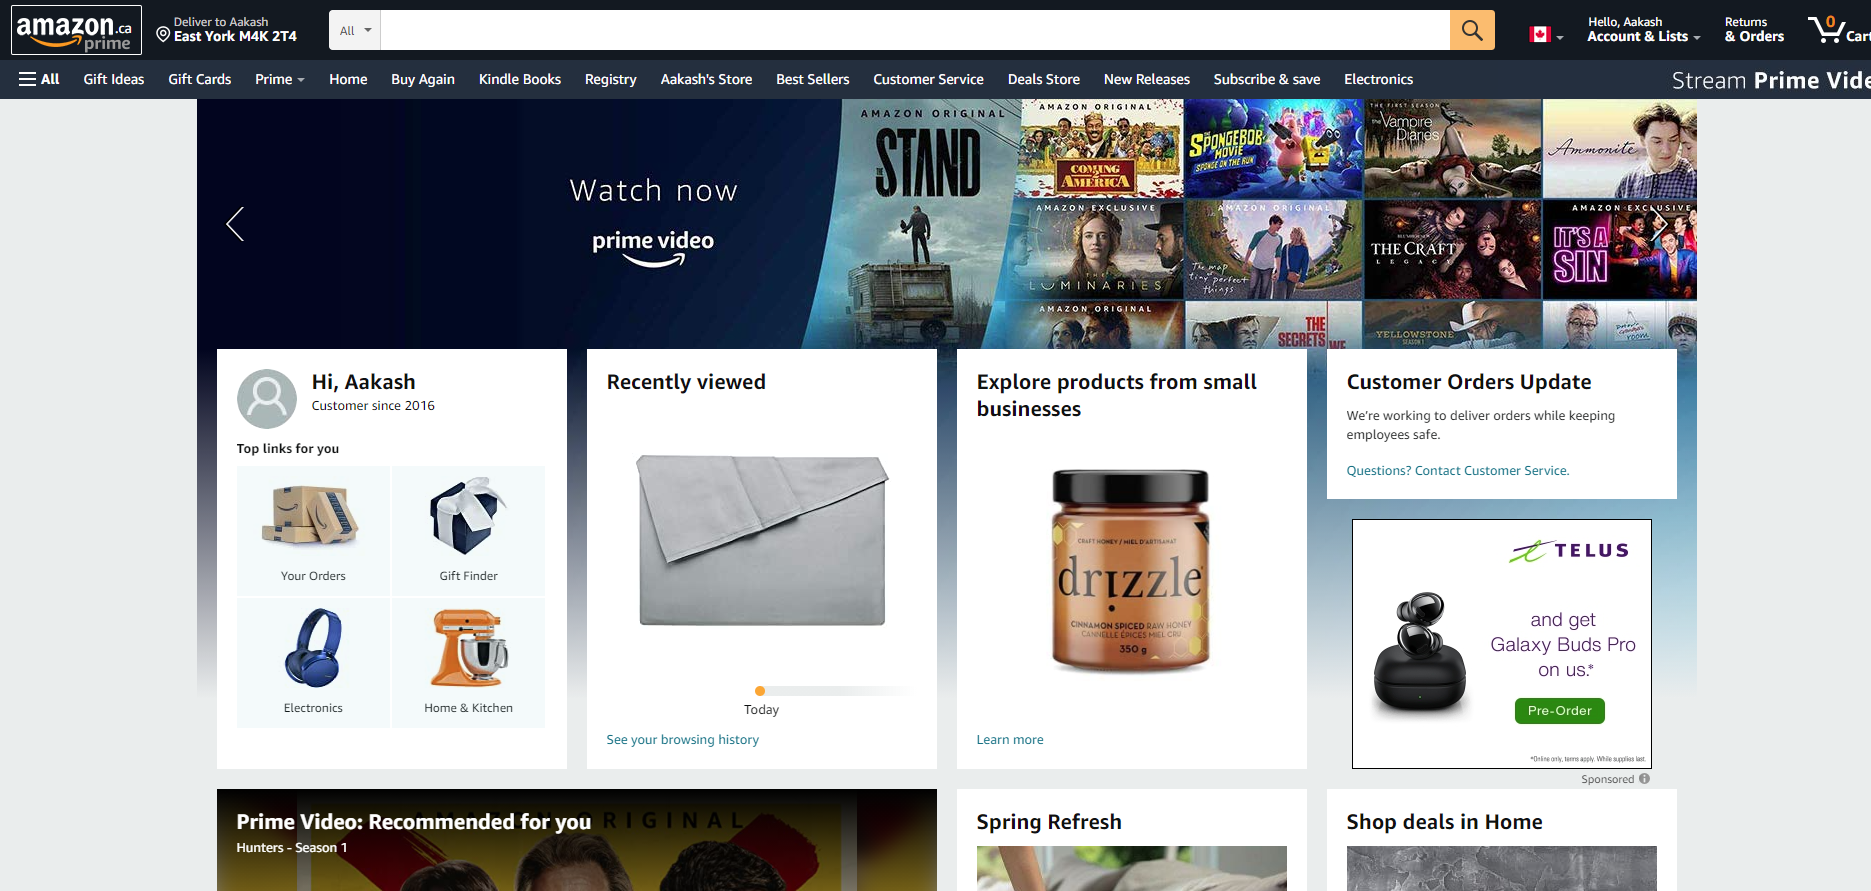 amazon.ca
prime
Deliver to Aakash
East York M4K 2T4
All
Hello, Aakash
Account & Lists
Returns
& Orders
0
Cart
All
Gift Ideas
Gift Cards
Prime
Home
Buy Again
Kindle Books
Registry
Aakash's Store
Best Sellers
Customer Service
Deals Store
New Releases
Subscribe & save
Electronics
Stream Prime Vide
Watch now
prime video
AMAZON ORIGINAL
THE STAND
AMAZON ORIGINAL
COMING 2 AMERICA
THE SPONGEBOB MOVIE
SPONGE ON THE RUN
THE FIRST SEASON
the Vampire Diaries
Ammonite
AMAZON EXCLUSIVE
THE LUMINARIES
AMAZON ORIGINAL
The map of tiny perfect things
THE CRAFT
LEGACY
AMAZON EXCLUSIVE
IT'S A SIN
AMAZON ORIGINAL
THE SECRETS WE
YELLOWSTONE
SEASON 1
Hi, Aakash
Customer since 2016
Top links for you
Your Orders
Gift Finder
Electronics
Home & Kitchen
Recently viewed
Today
See your browsing history
Explore products from small
businesses
CRAFT HONEY / MIEL D'ARTISANAT
drizzle
CINNAMON SPICED RAW HONEY
CANNELLE ÉPICES MIEL CRU
350 g
Learn more
Customer Orders Update
We're working to deliver orders while keeping
employees safe.
Questions? Contact Customer Service.
TELUS
and get
Galaxy Buds Pro
on us.*
Pre-Order
*Online only, terms apply. While supplies last.
Sponsored
Prime Video: Recommended for you
AMAZON ORIGINAL
Hunters - Season 1
Spring Refresh
Shop deals in Home